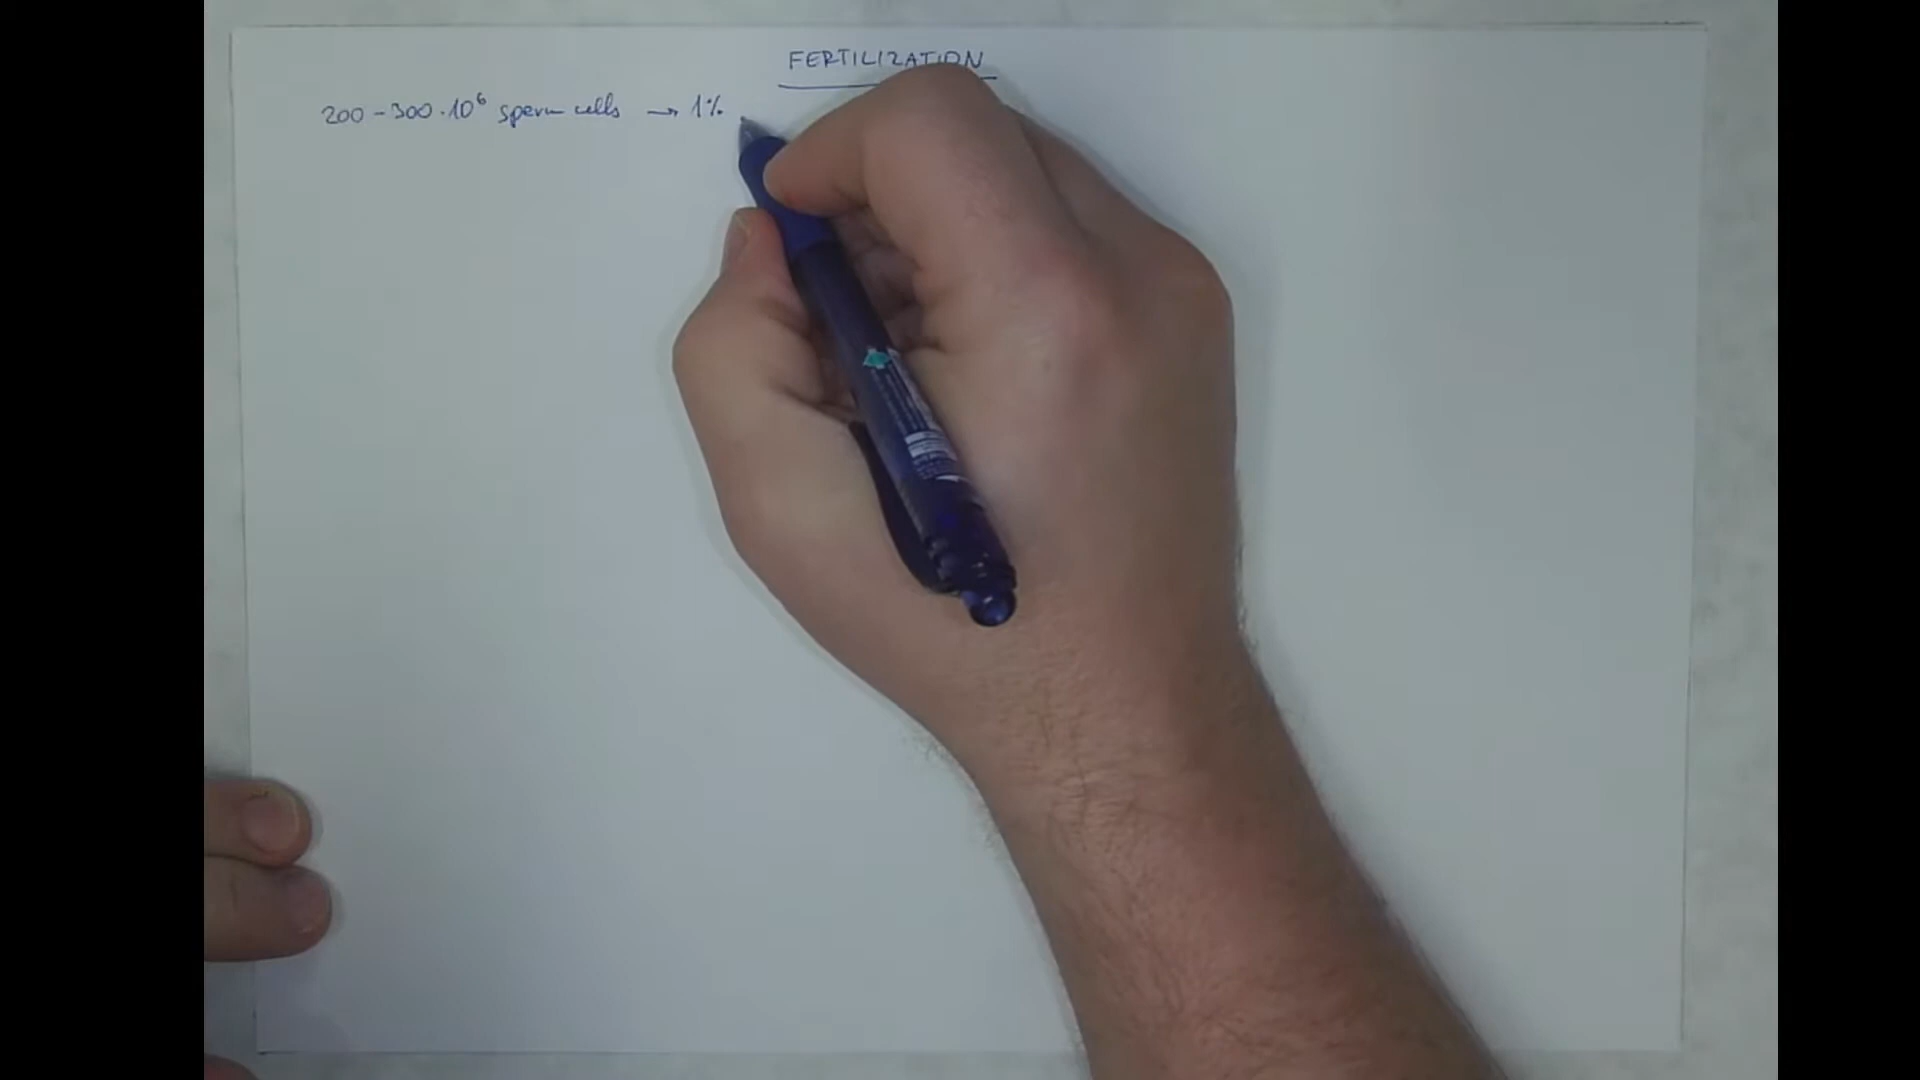 FERTILIZATION
200 - 300 · 10⁶ sperm cells → 1%